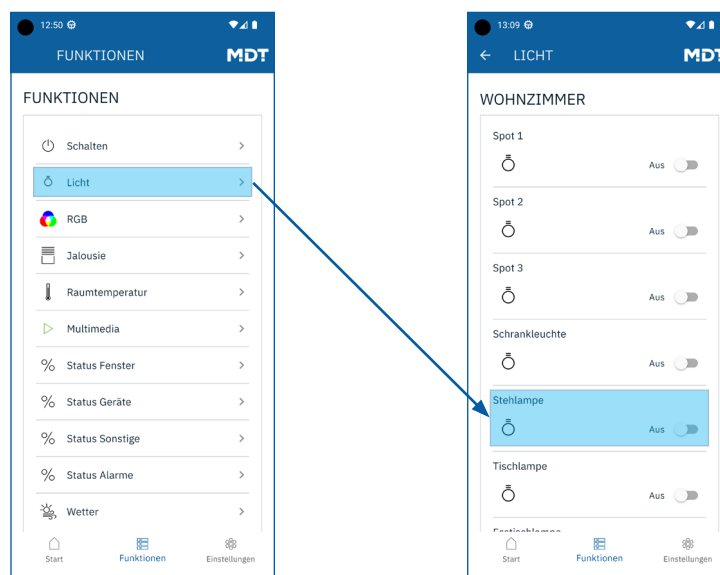 12:50
FUNKTIONEN MDT
FUNKTIONEN
Schalten
Licht
RGB
Jalousie
Raumtemperatur
Multimedia
% Status Fenster
% Status Geräte
% Status Sonstige
% Status Alarme
Wetter
Start Funktionen Einstellungen
13:09
LICHT MDT
WOHNZIMMER
Spot 1
Aus
Spot 2
Aus
Spot 3
Aus
Schrankleuchte
Aus
Stehlampe
Aus
Tischlampe
Aus
Start Funktionen Einstellungen